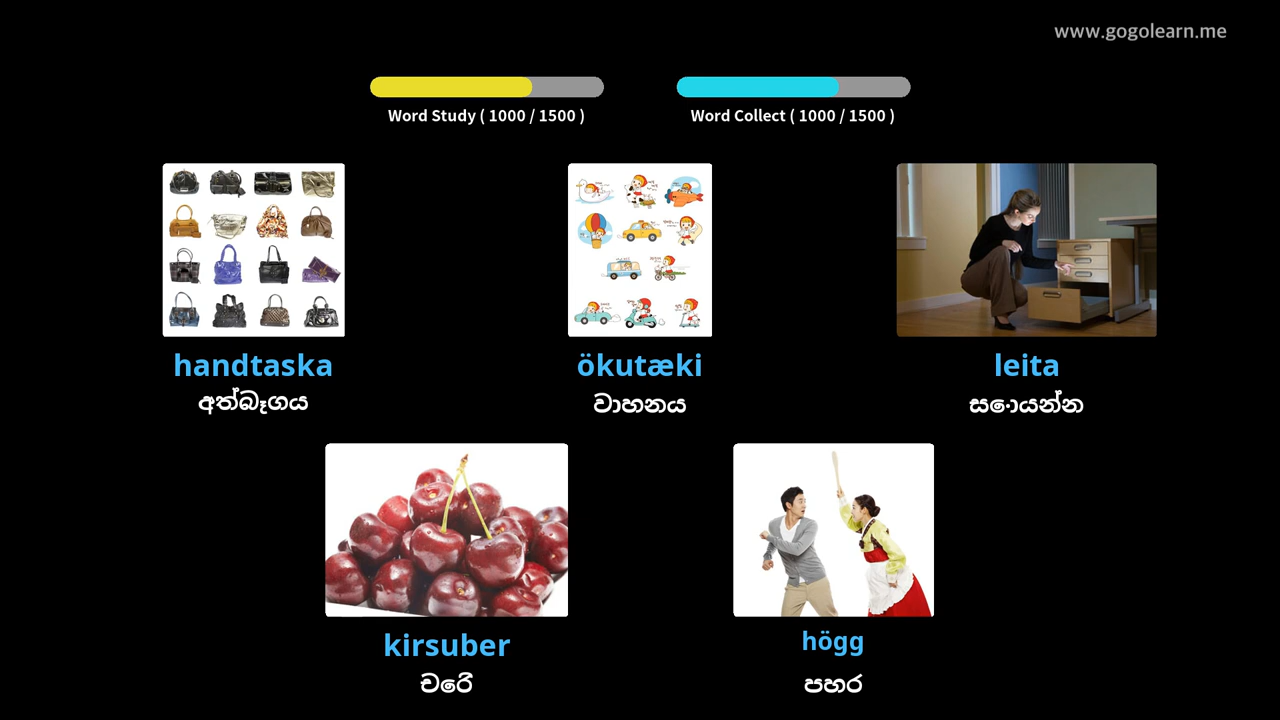 www.gogolearn.me
Word Study ( 1000 / 1500 )
Word Collect ( 1000 / 1500 )
handtaska
අත්බෑගය
ökutæki
වාහනය
leita
සොයන්න
kirsuber
චෙරි
högg
පහර